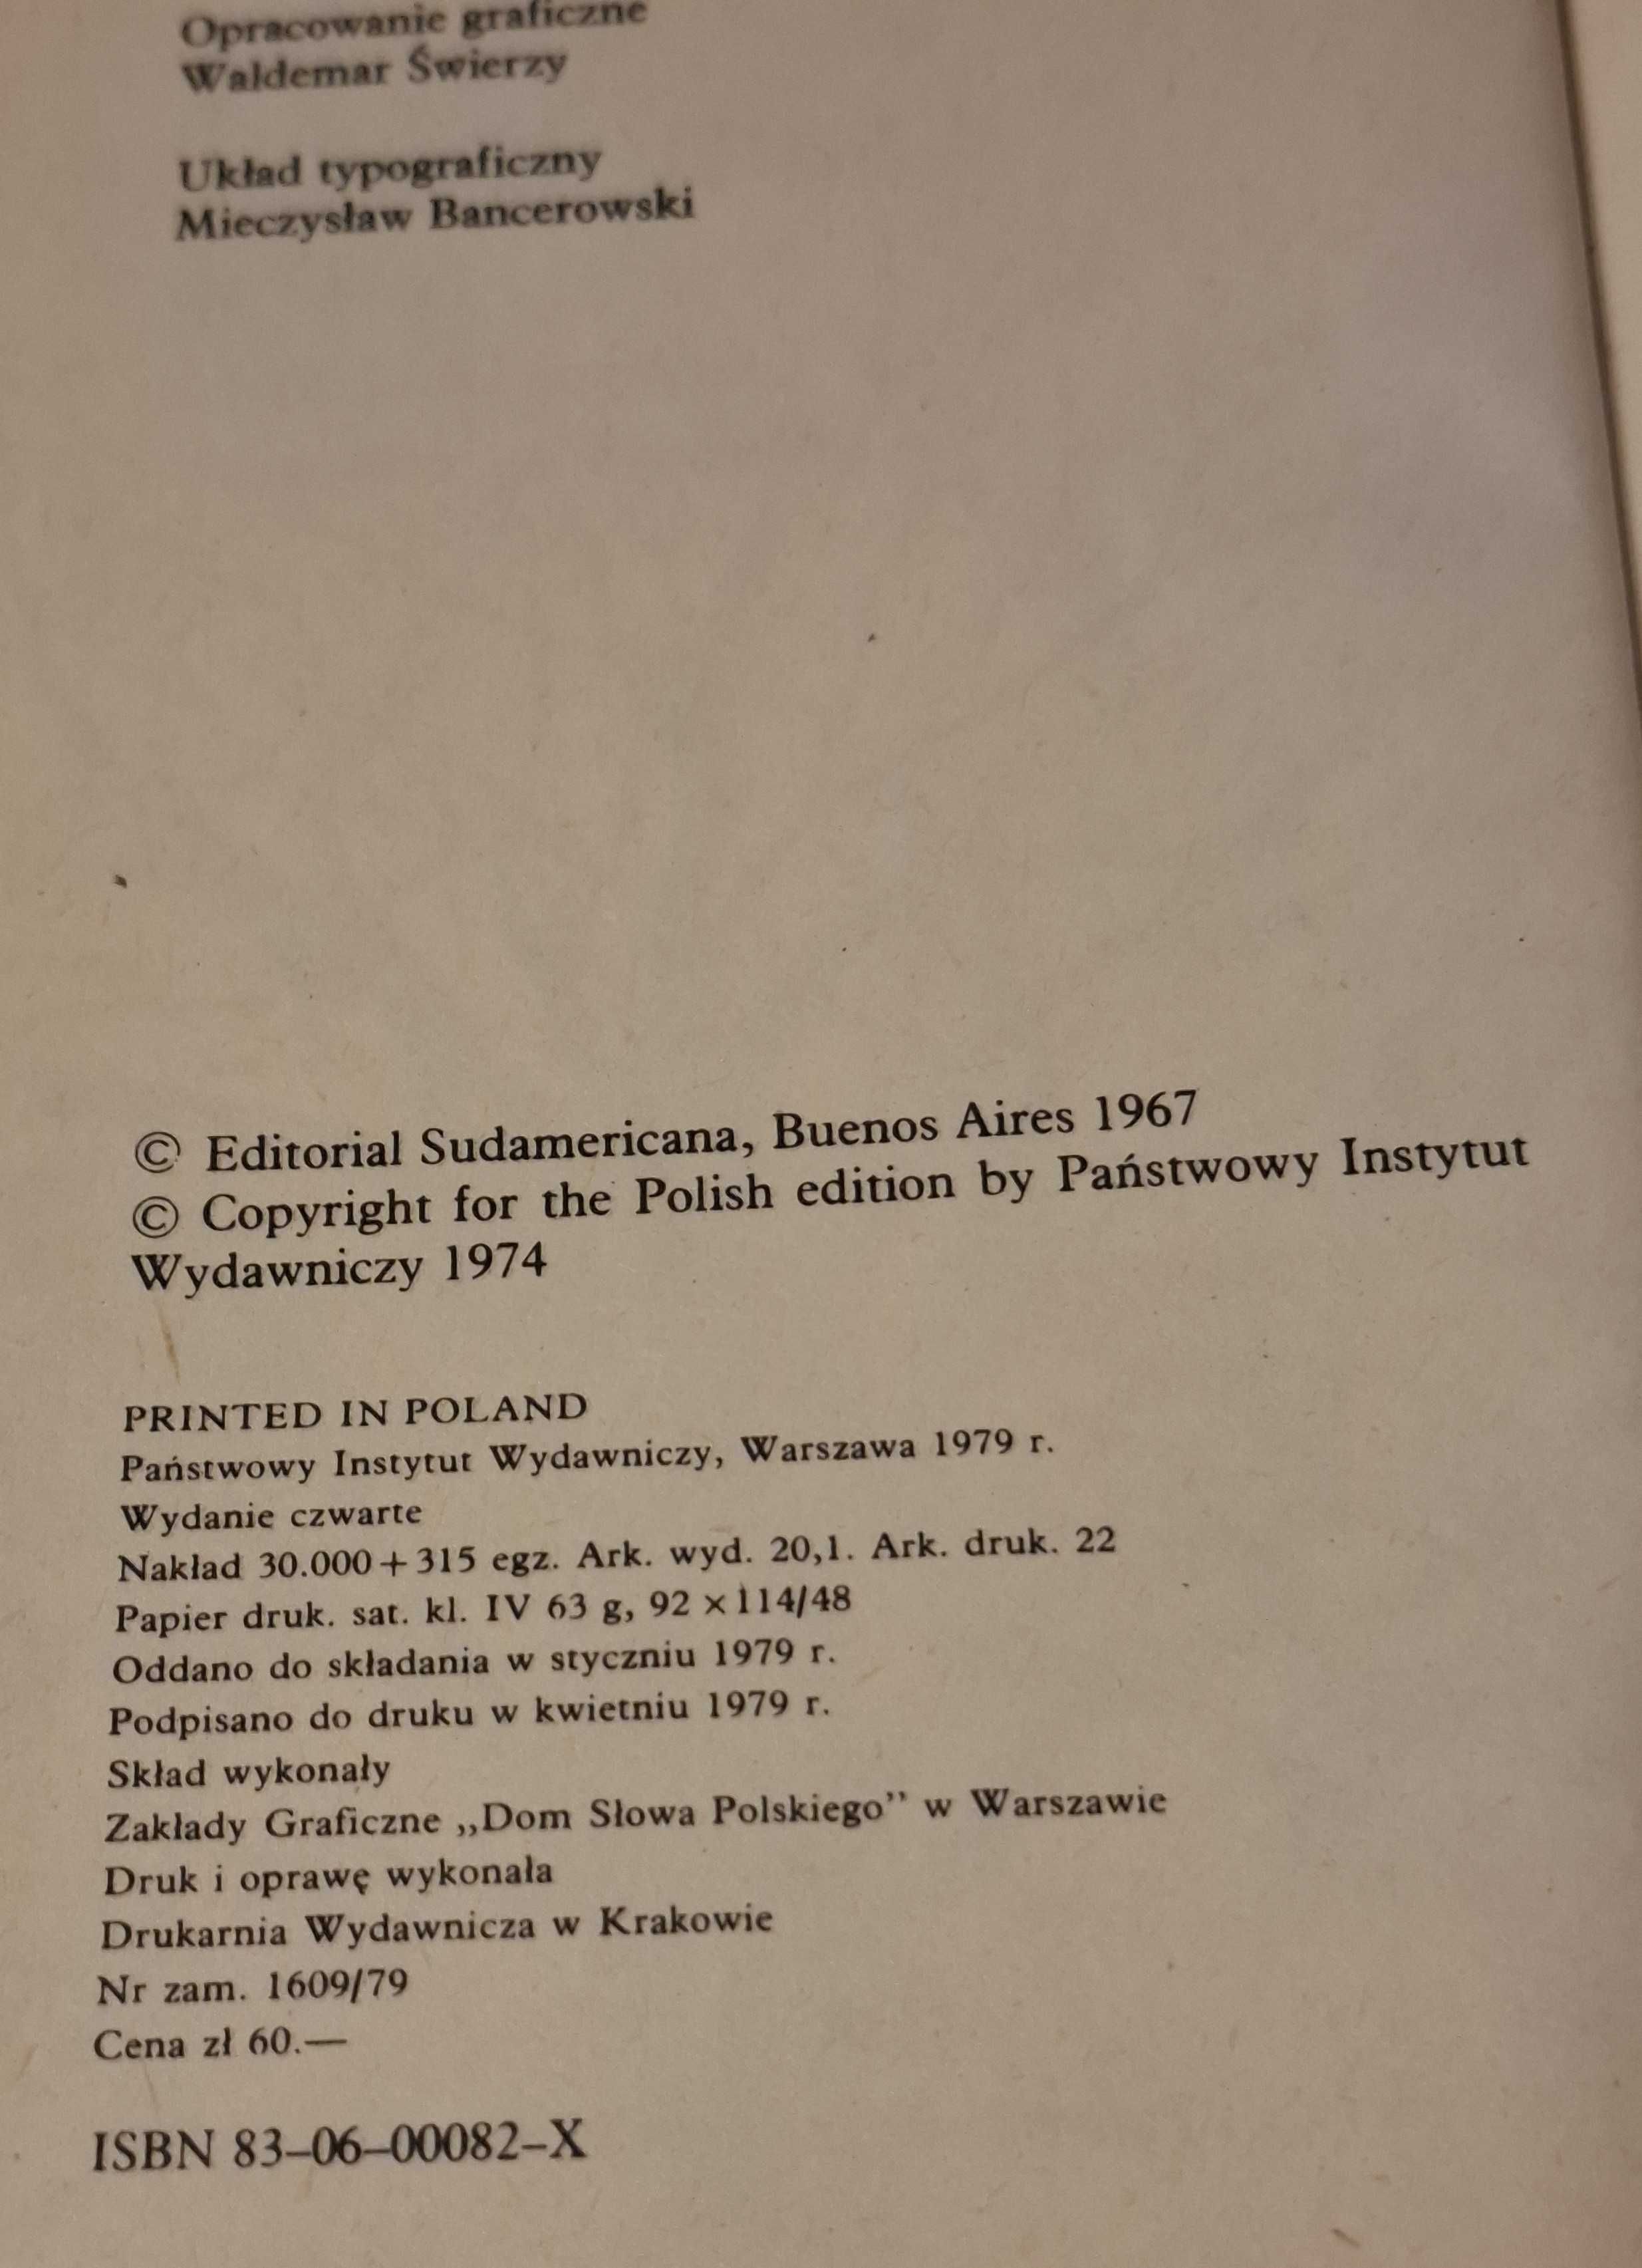 Opracowanie graficzne
Waldemar Świerzy
Układ typograficzny
Mieczysław Bancerowski
© Editorial Sudamericana, Buenos Aires 1967
© Copyright for the Polish edition by Państwowy Instytut
Wydawniczy 1974
PRINTED IN POLAND
Państwowy Instytut Wydawniczy, Warszawa 1979 r.
Wydanie czwarte
Nakład 30.000+315 egz. Ark. wyd. 20,1. Ark. druk. 22
Papier druk. sat. kl. IV 63 g, 92 × 114/48
Oddano do składania w styczniu 1979 r.
Podpisano do druku w kwietniu 1979 r.
Skład wykonały
Zakłady Graficzne „Dom Słowa Polskiego” w Warszawie
Druk i oprawę wykonała
Drukarnia Wydawnicza w Krakowie
Nr zam. 1609/79
Cena zł 60.—
ISBN 83–06–00082–X